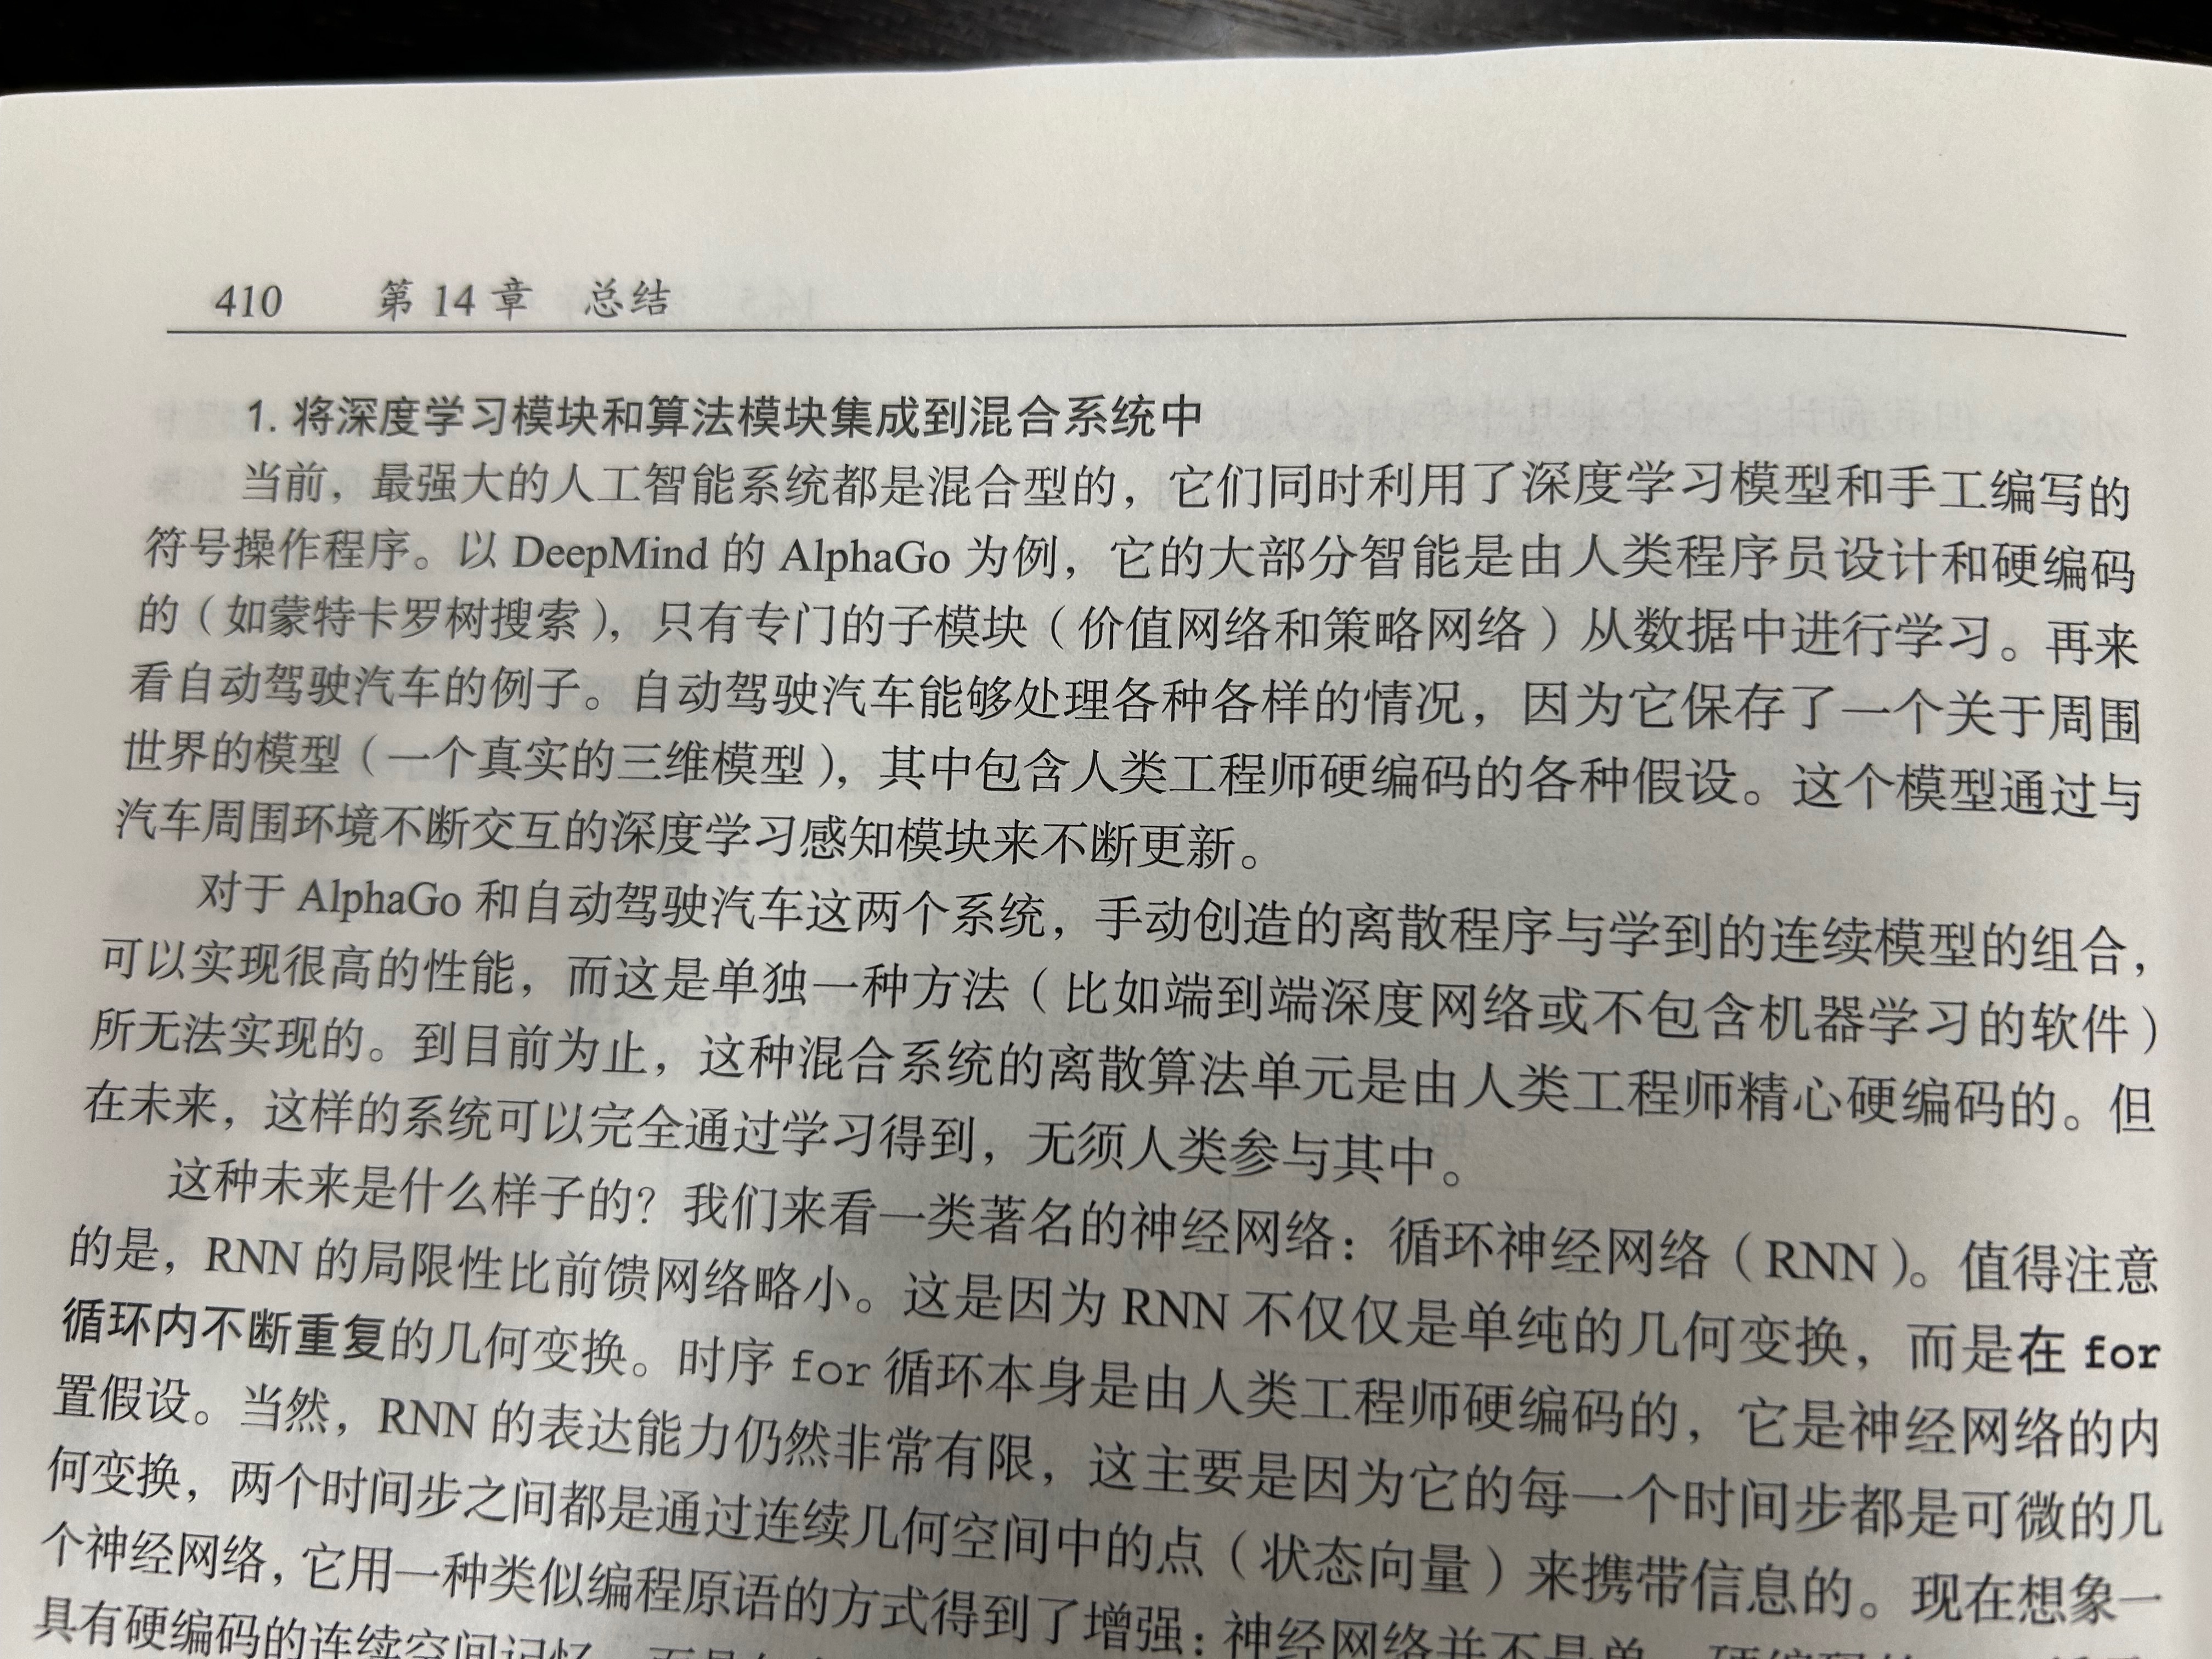 410 第 14 章 总结
1. 将深度学习模块和算法模块集成到混合系统中
当前，最强大的人工智能系统都是混合型的，它们同时利用了深度学习模型和手工编写的
符号操作程序。以 DeepMind 的 AlphaGo 为例，它的大部分智能是由人类程序员设计和硬编码
的（如蒙特卡罗树搜索），只有专门的子模块（价值网络和策略网络）从数据中进行学习。再来
看自动驾驶汽车的例子。自动驾驶汽车能够处理各种各样的情况，因为它保存了一个关于周围
世界的模型（一个真实的三维模型），其中包含人类工程师硬编码的各种假设。这个模型通过与
汽车周围环境不断交互的深度学习感知模块来不断更新。
对于 AlphaGo 和自动驾驶汽车这两个系统，手动创造的离散程序与学到的连续模型的组合，
可以实现很高的性能，而这是单独一种方法（比如端到端深度网络或不包含机器学习的软件）
所无法实现的。到目前为止，这种混合系统的离散算法单元是由人类工程师精心硬编码的。但
在未来，这样的系统可以完全通过学习得到，无须人类参与其中。
这种未来是什么样子的？我们来看一类著名的神经网络：循环神经网络（RNN）。值得注意
的是，RNN 的局限性比前馈网络略小。这是因为 RNN 不仅仅是单纯的几何变换，而是在 for
循环内不断重复的几何变换。时序 for 循环本身是由人类工程师硬编码的，它是神经网络的内
置假设。当然，RNN 的表达能力仍然非常有限，这主要是因为它的每一个时间步都是可微的几
何变换，两个时间步之间都是通过连续几何空间中的点（状态向量）来携带信息的。现在想象一
个神经网络，它用一种类似编程原语的方式得到了增强：神经网络并不是单
具有硬编码的连续空间记忆